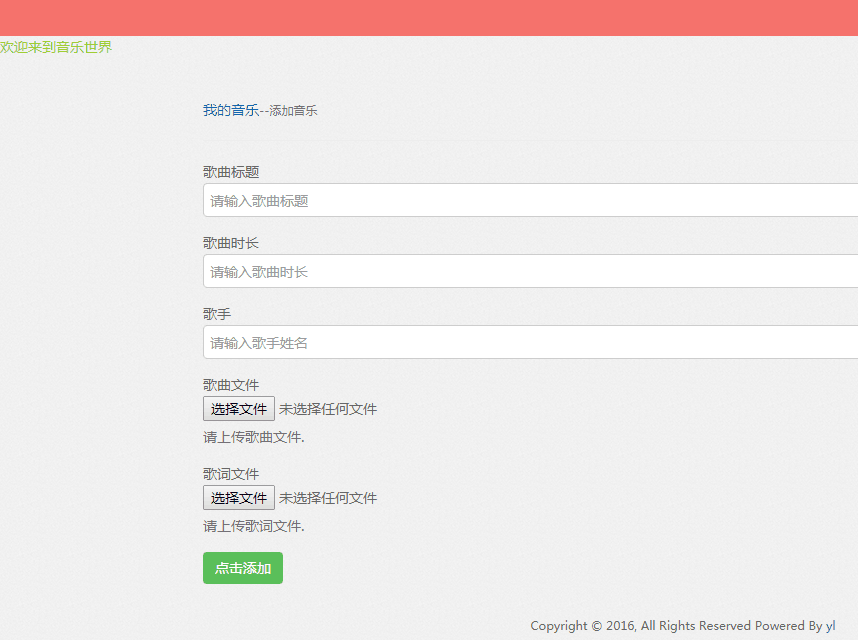 欢迎来到音乐世界
我的音乐--添加音乐
歌曲标题
请输入歌曲标题
歌曲时长
请输入歌曲时长
歌手
请输入歌手姓名
歌曲文件
选择文件 未选择任何文件
请上传歌曲文件.
歌词文件
选择文件 未选择任何文件
请上传歌词文件.
点击添加
Copyright © 2016, All Rights Reserved Powered By yl